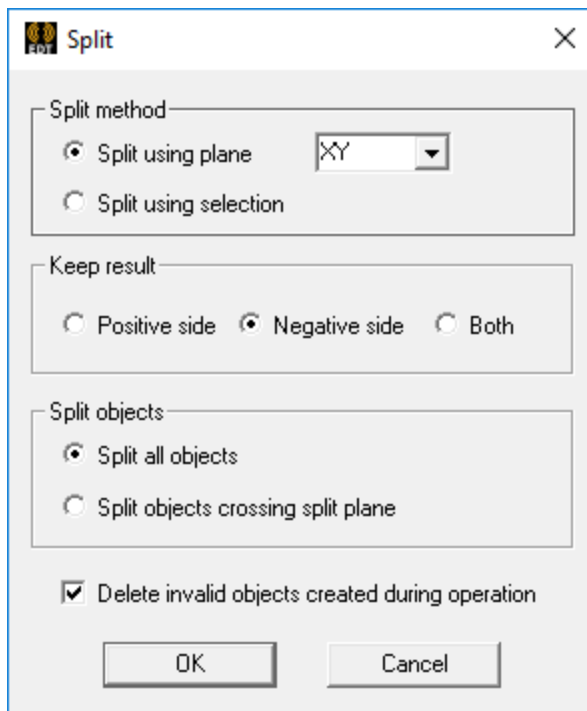 EDT Split
Split method
Split using plane XY
Split using selection
Keep result
Positive side Negative side Both
Split objects
Split all objects
Split objects crossing split plane
Delete invalid objects created during operation
OK Cancel